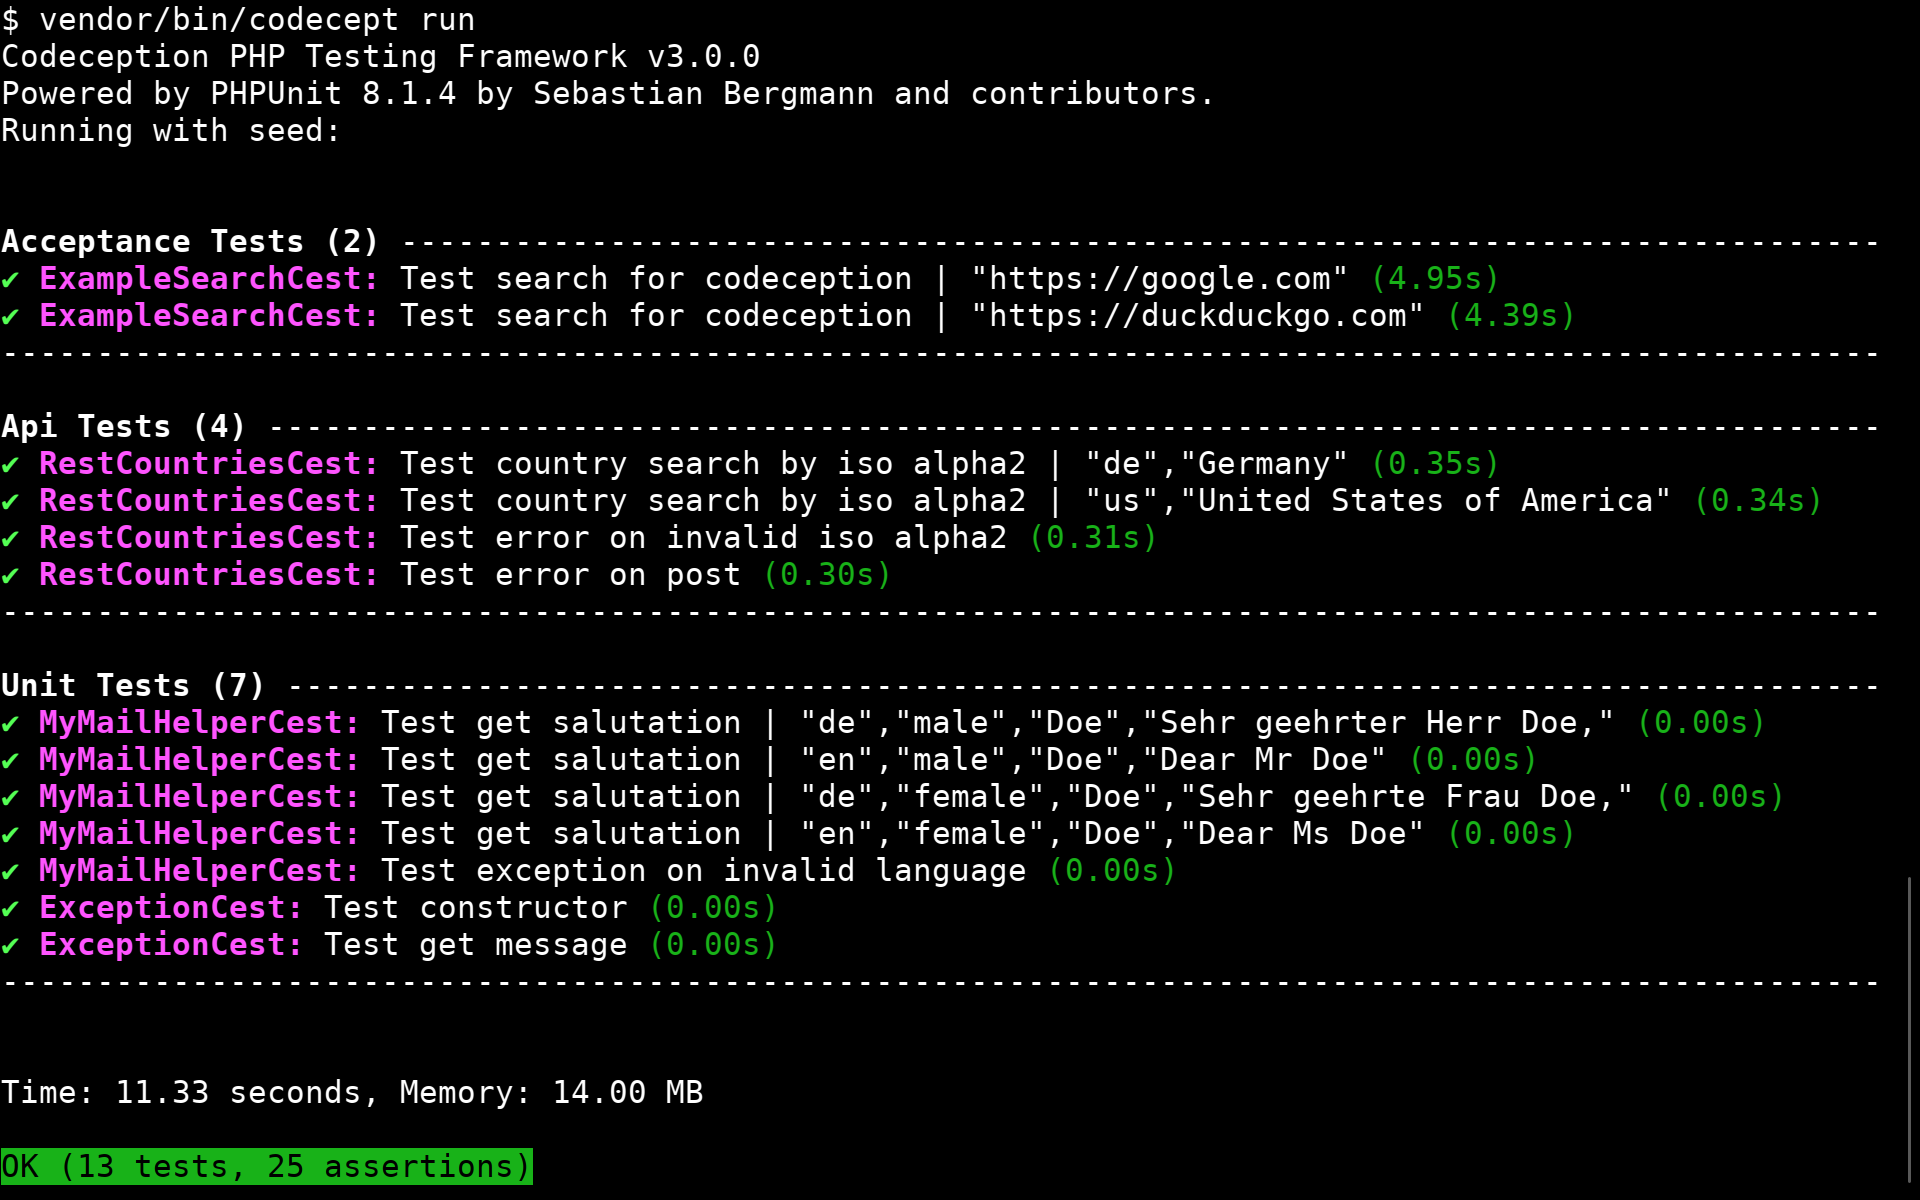 $ vendor/bin/codecept run
Codeception PHP Testing Framework v3.0.0
Powered by PHPUnit 8.1.4 by Sebastian Bergmann and contributors.
Running with seed:
Acceptance Tests (2) ------------------------------------------------------------------------------
✔ ExampleSearchCest: Test search for codeception | "https://google.com" (4.95s)
✔ ExampleSearchCest: Test search for codeception | "https://duckduckgo.com" (4.39s)
---------------------------------------------------------------------------------------------------
Api Tests (4) -------------------------------------------------------------------------------------
✔ RestCountriesCest: Test country search by iso alpha2 | "de","Germany" (0.35s)
✔ RestCountriesCest: Test country search by iso alpha2 | "us","United States of America" (0.34s)
✔ RestCountriesCest: Test error on invalid iso alpha2 (0.31s)
✔ RestCountriesCest: Test error on post (0.30s)
---------------------------------------------------------------------------------------------------
Unit Tests (7) ------------------------------------------------------------------------------------
✔ MyMailHelperCest: Test get salutation | "de","male","Doe","Sehr geehrter Herr Doe," (0.00s)
✔ MyMailHelperCest: Test get salutation | "en","male","Doe","Dear Mr Doe" (0.00s)
✔ MyMailHelperCest: Test get salutation | "de","female","Doe","Sehr geehrte Frau Doe," (0.00s)
✔ MyMailHelperCest: Test get salutation | "en","female","Doe","Dear Ms Doe" (0.00s)
✔ MyMailHelperCest: Test exception on invalid language (0.00s)
✔ ExceptionCest: Test constructor (0.00s)
✔ ExceptionCest: Test get message (0.00s)
---------------------------------------------------------------------------------------------------
Time: 11.33 seconds, Memory: 14.00 MB
OK (13 tests, 25 assertions)